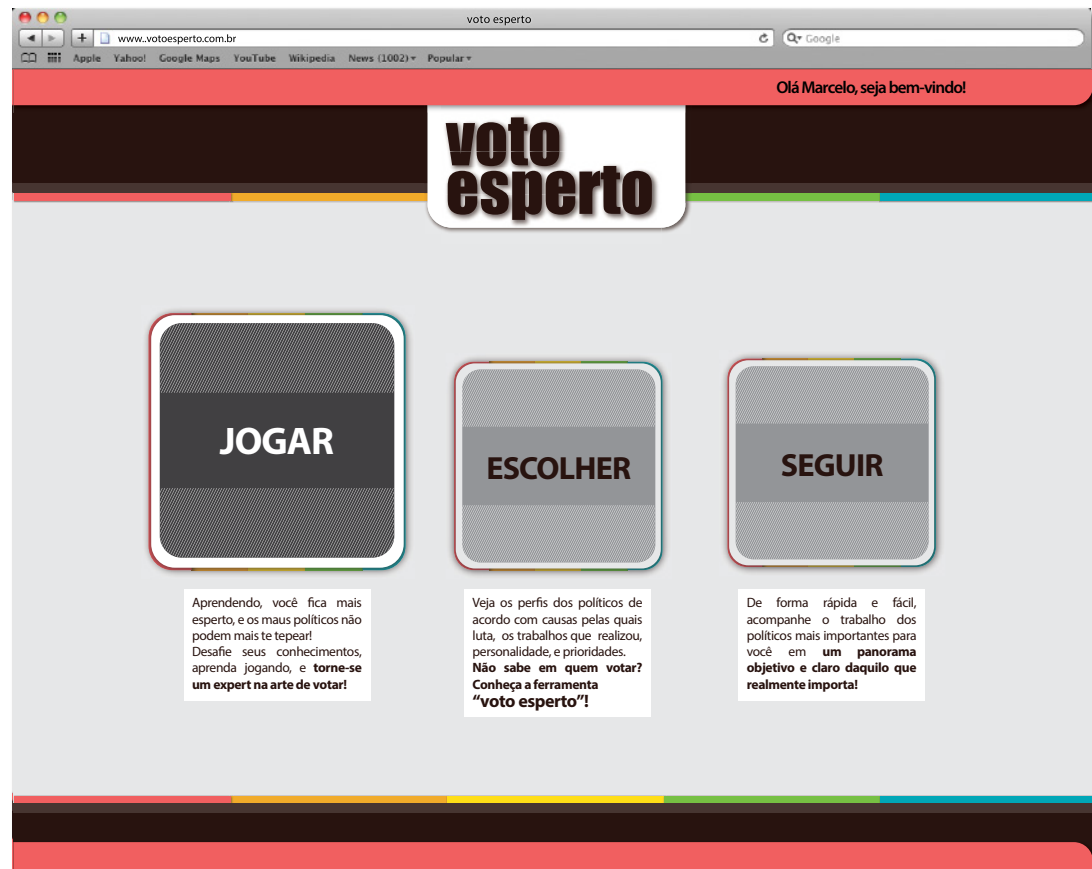 voto esperto
www..votoesperto.com.br
Google
Apple Yahoo! Google Maps YouTube Wikipedia News (1002) Popular
Olá Marcelo, seja bem-vindo!
voto
esperto
JOGAR
ESCOLHER
SEGUIR
Aprendendo, você fica mais
esperto, e os maus políticos não
podem mais te tepear!
Desafie seus conhecimentos,
aprenda jogando, e torne-se
um expert na arte de votar!
Veja os perfis dos políticos de
acordo com causas pelas quais
luta, os trabalhos que realizou,
personalidade, e prioridades.
Não sabe em quem votar?
Conheça a ferramenta
“voto esperto”!
De forma rápida e fácil,
acompanhe o trabalho dos
políticos mais importantes para
você em um panorama
objetivo e claro daquilo que
realmente importa!